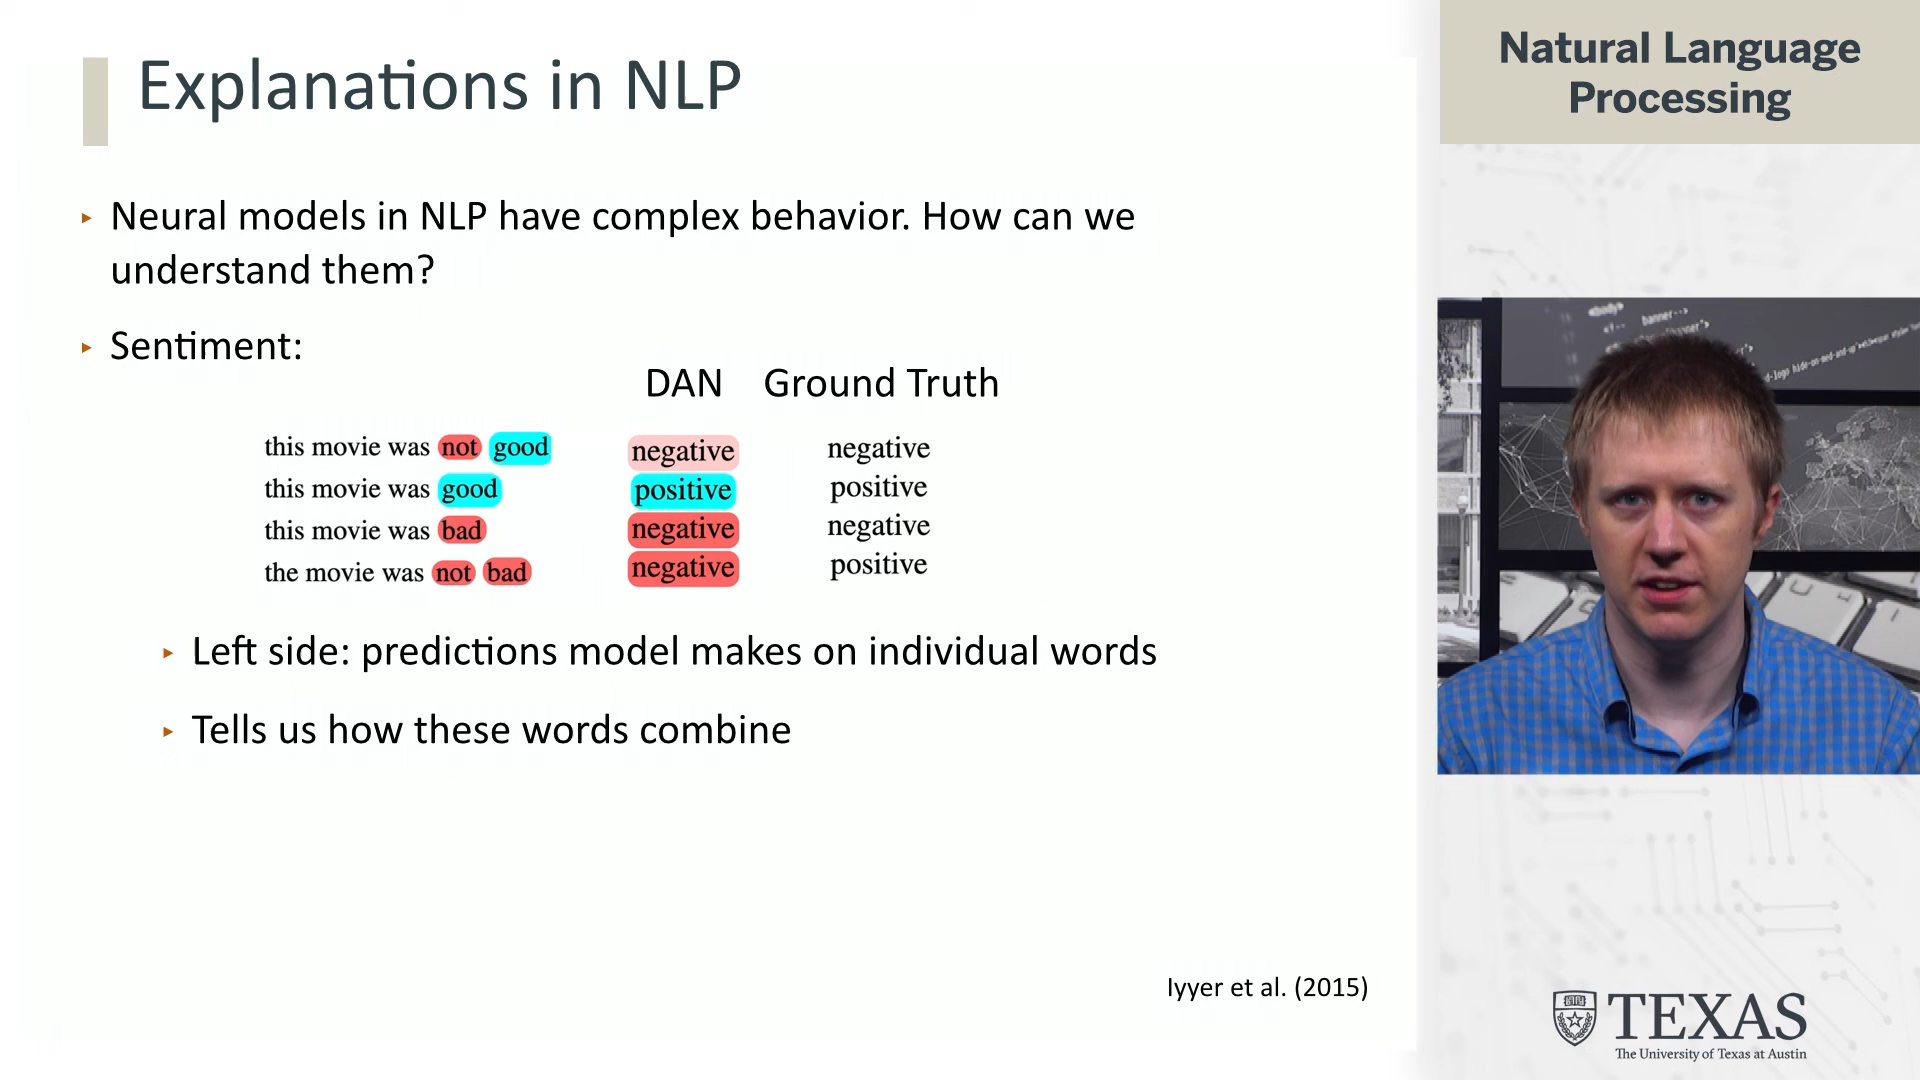 Explanations in NLP
Natural Language
Processing
▸ Neural models in NLP have complex behavior. How can we
understand them?
▸ Sentiment:
DAN Ground Truth
this movie was not good negative negative
this movie was good positive positive
this movie was bad negative negative
the movie was not bad negative positive
▸ Left side: predictions model makes on individual words
▸ Tells us how these words combine
Iyyer et al. (2015)
TEXAS
The University of Texas at Austin